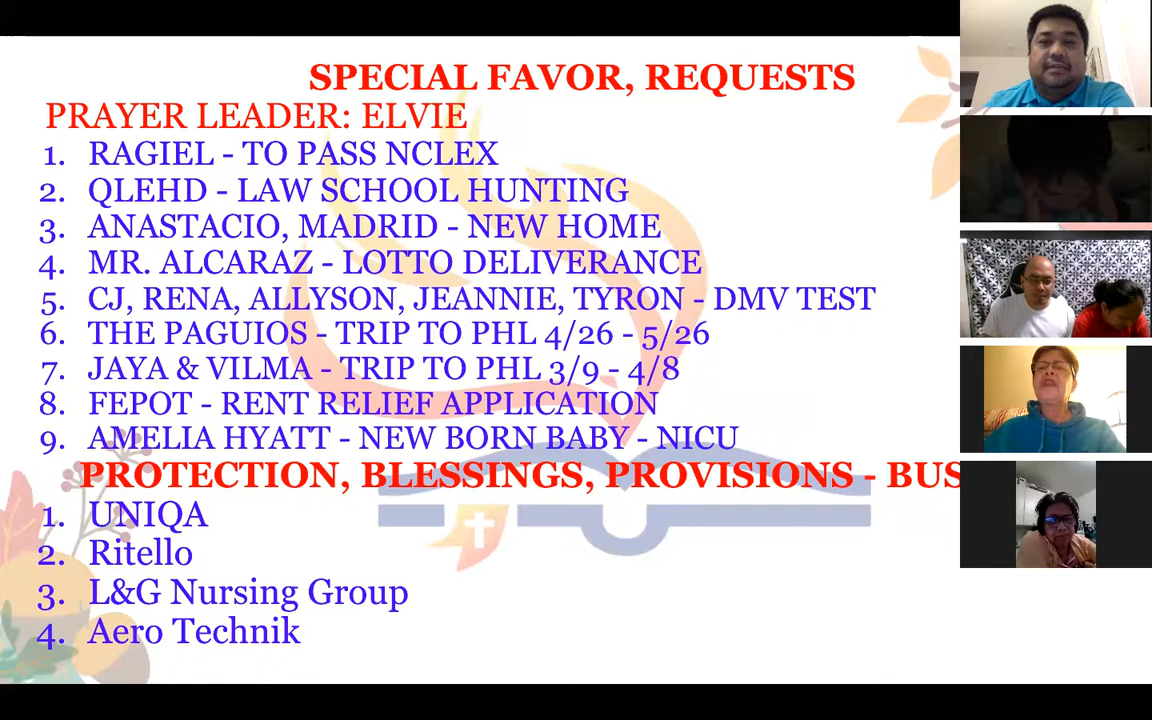 SPECIAL FAVOR, REQUESTS
PRAYER LEADER: ELVIE
1. RAGIEL - TO PASS NCLEX
2. QLEHD - LAW SCHOOL HUNTING
3. ANASTACIO, MADRID - NEW HOME
4. MR. ALCARAZ - LOTTO DELIVERANCE
5. CJ, RENA, ALLYSON, JEANNIE, TYRON - DMV TEST
6. THE PAGUIOS - TRIP TO PHL 4/26 - 5/26
7. JAYA & VILMA - TRIP TO PHL 3/9 - 4/8
8. FEPOT - RENT RELIEF APPLICATION
9. AMELIA HYATT - NEW BORN BABY - NICU
PROTECTION, BLESSINGS, PROVISIONS - BUS
1. UNIQA
2. Ritello
3. L&G Nursing Group
4. Aero Technik